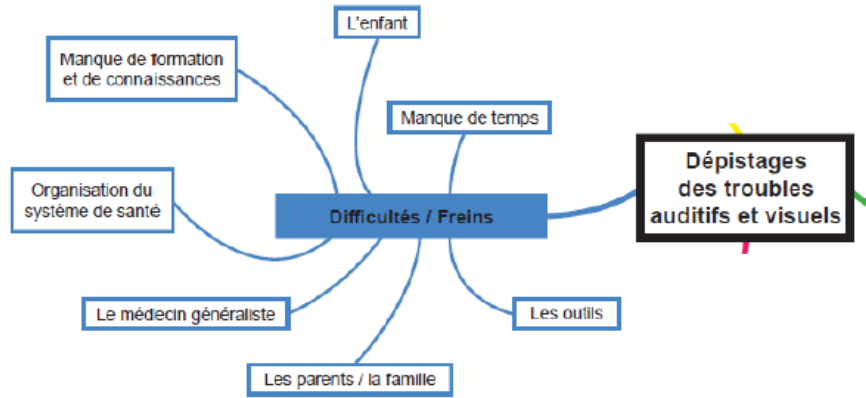 L'enfant
Manque de formation
et de connaissances
Manque de temps
Dépistages
des troubles
auditifs et visuels
Organisation du
système de santé
Difficultés / Freins
Le médecin généraliste
Les outils
Les parents / la famille